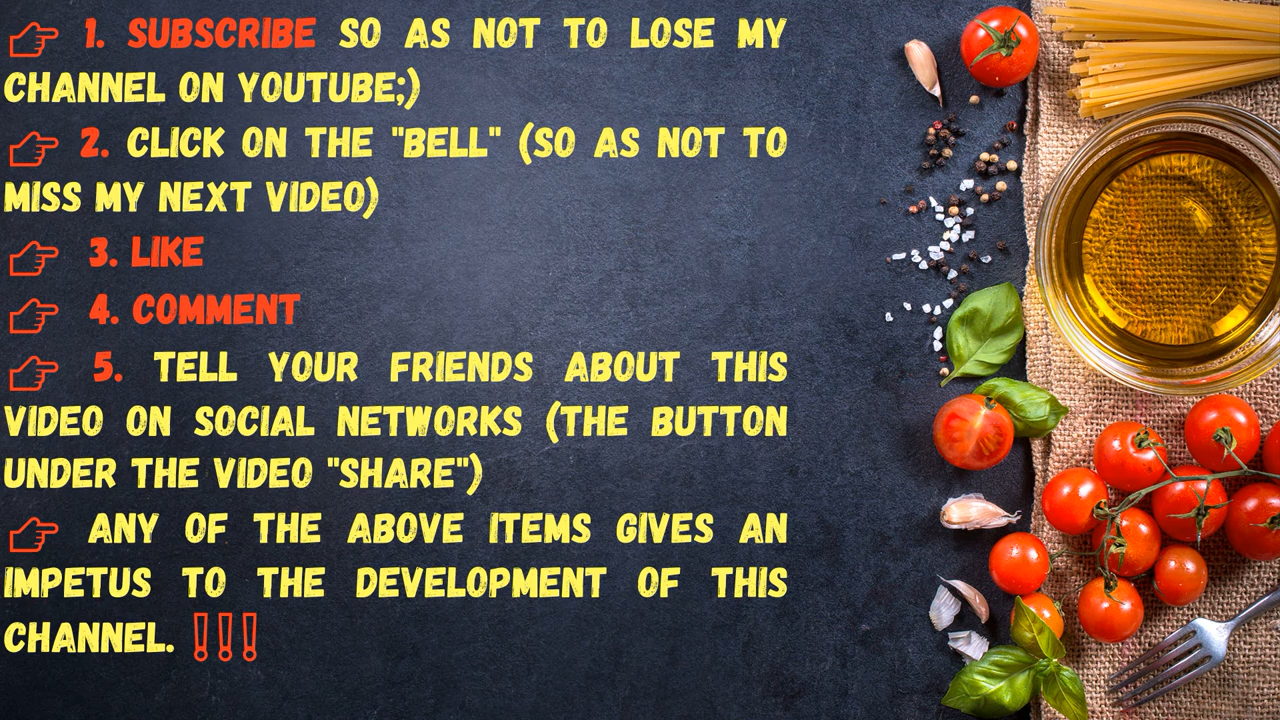 👉 1. SUBSCRIBE SO AS NOT TO LOSE MY
CHANNEL ON YOUTUBE;)
👉 2. CLICK ON THE "BELL" (SO AS NOT TO
MISS MY NEXT VIDEO)
👉 3. LIKE
👉 4. COMMENT
👉 5. TELL YOUR FRIENDS ABOUT THIS
VIDEO ON SOCIAL NETWORKS (THE BUTTON
UNDER THE VIDEO "SHARE")
👉 ANY OF THE ABOVE ITEMS GIVES AN
IMPETUS TO THE DEVELOPMENT OF THIS
CHANNEL. !!!